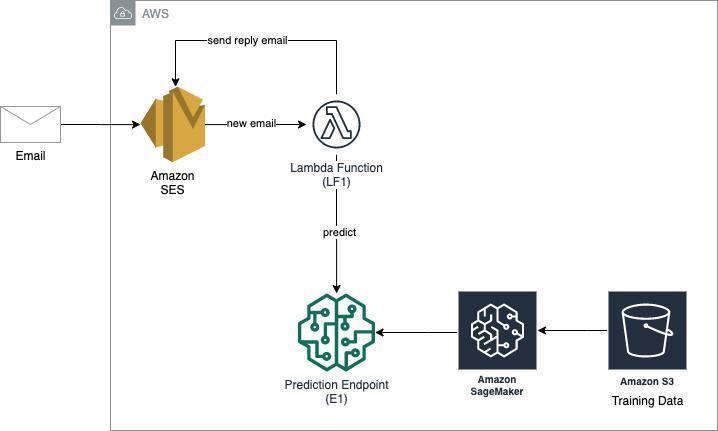 AWS
send reply email
new email
Email
Amazon
SES
Lambda Function
(LF1)
predict
Prediction Endpoint
(E1)
Amazon
SageMaker
Amazon S3
Training Data